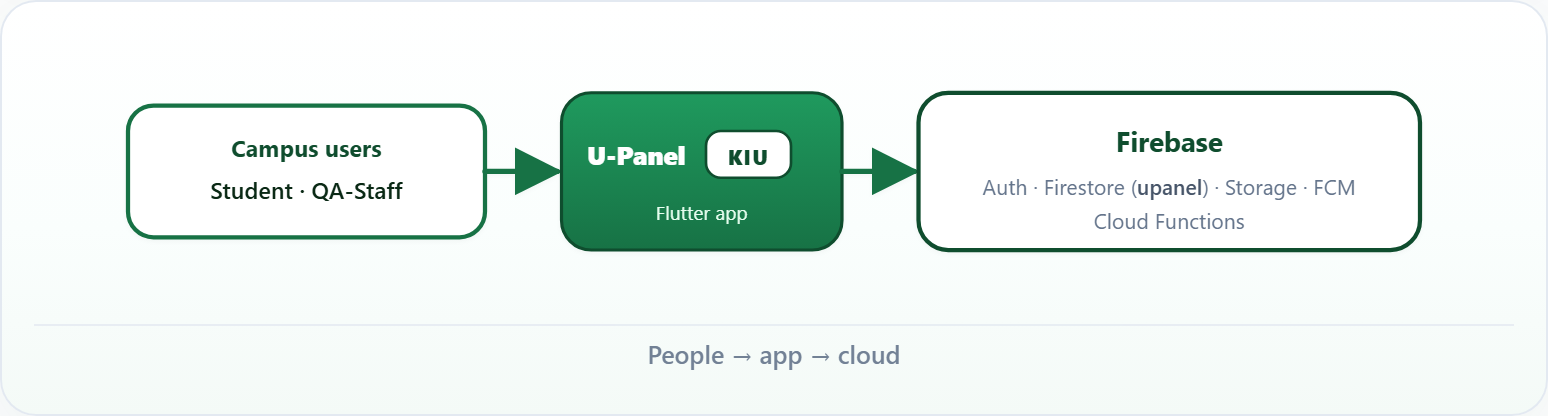 Campus users
Student · QA-Staff
U-Panel KIU
Flutter app
Firebase
Auth · Firestore (upanel) · Storage · FCM
Cloud Functions
People → app → cloud